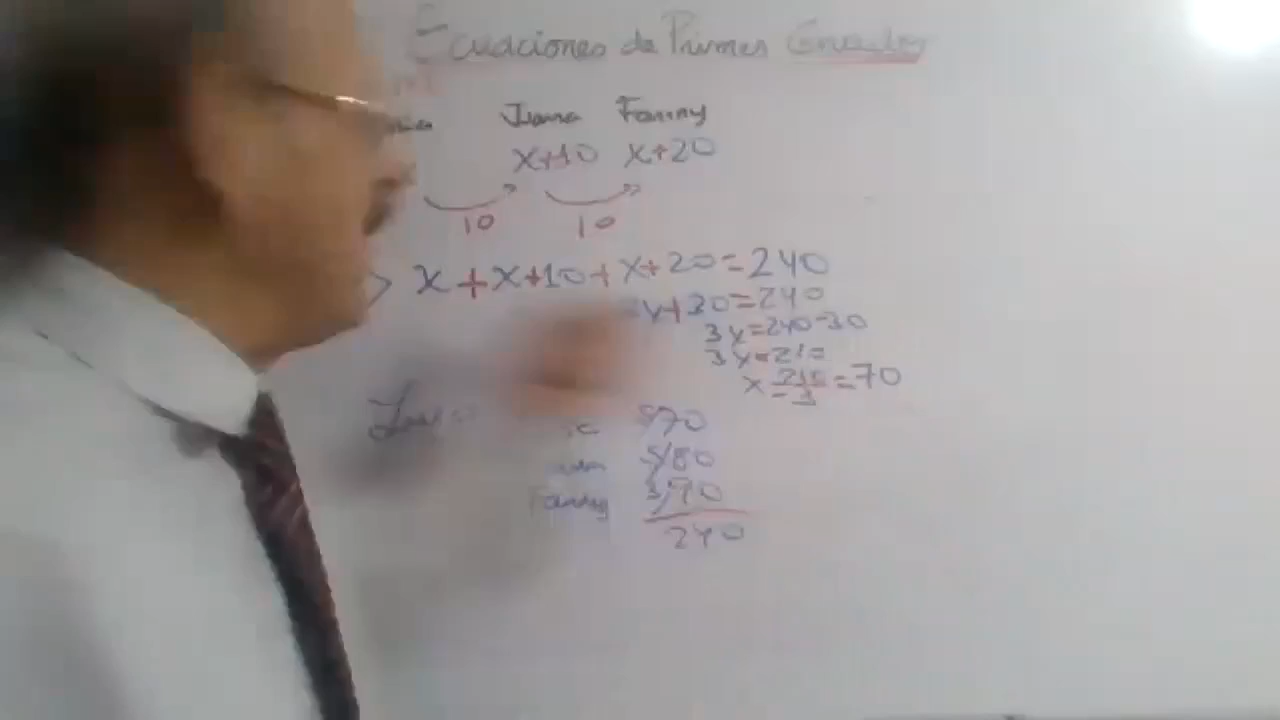 Ecuaciones de Primer
Juana Fanny
x+10 x+20
10 10
x+x+10+x+20=240
x+30=240
3x=240-30
3x=210
x=210/3=70
$70
$80
Fanny $90
240